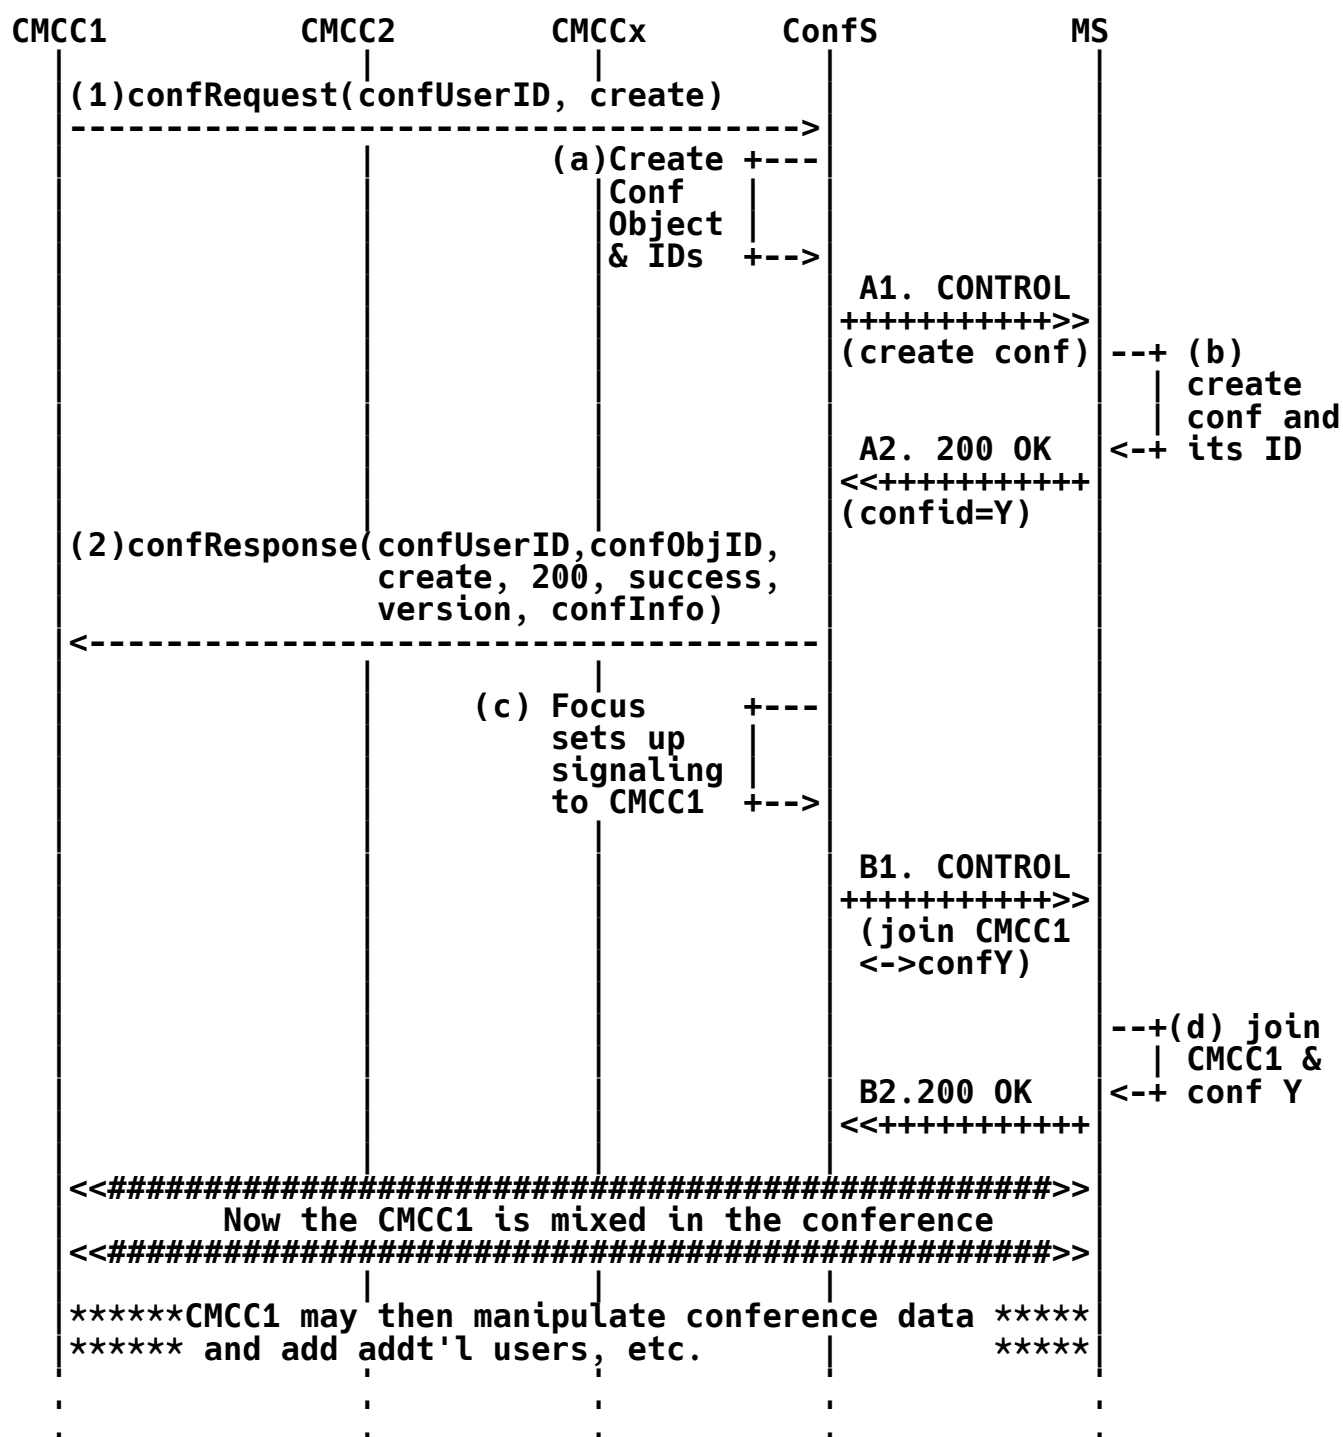 CMCC1 CMCC2 CMCCx ConfS MS
(1)confRequest(confUserID, create)
-------------------------------------->
(a)Create +---
Conf |
Object |
& IDs +-->
A1. CONTROL
+++++++++++>>
(create conf) --+ (b)
| create
| conf and
A2. 200 OK <-+ its ID
<<+++++++++++
(confid=Y)
(2)confResponse(confUserID,confObjID,
create, 200, success,
version, confInfo)
<--------------------------------------
(c) Focus +---
sets up |
signaling |
to CMCC1 +-->
B1. CONTROL
+++++++++++>>
(join CMCC1
<->confY)
--+(d) join
| CMCC1 &
B2.200 OK <-+ conf Y
<<+++++++++++
<<#################################################>>
Now the CMCC1 is mixed in the conference
<<#################################################>>
******CMCC1 may then manipulate conference data *****
****** and add addt'l users, etc. *****